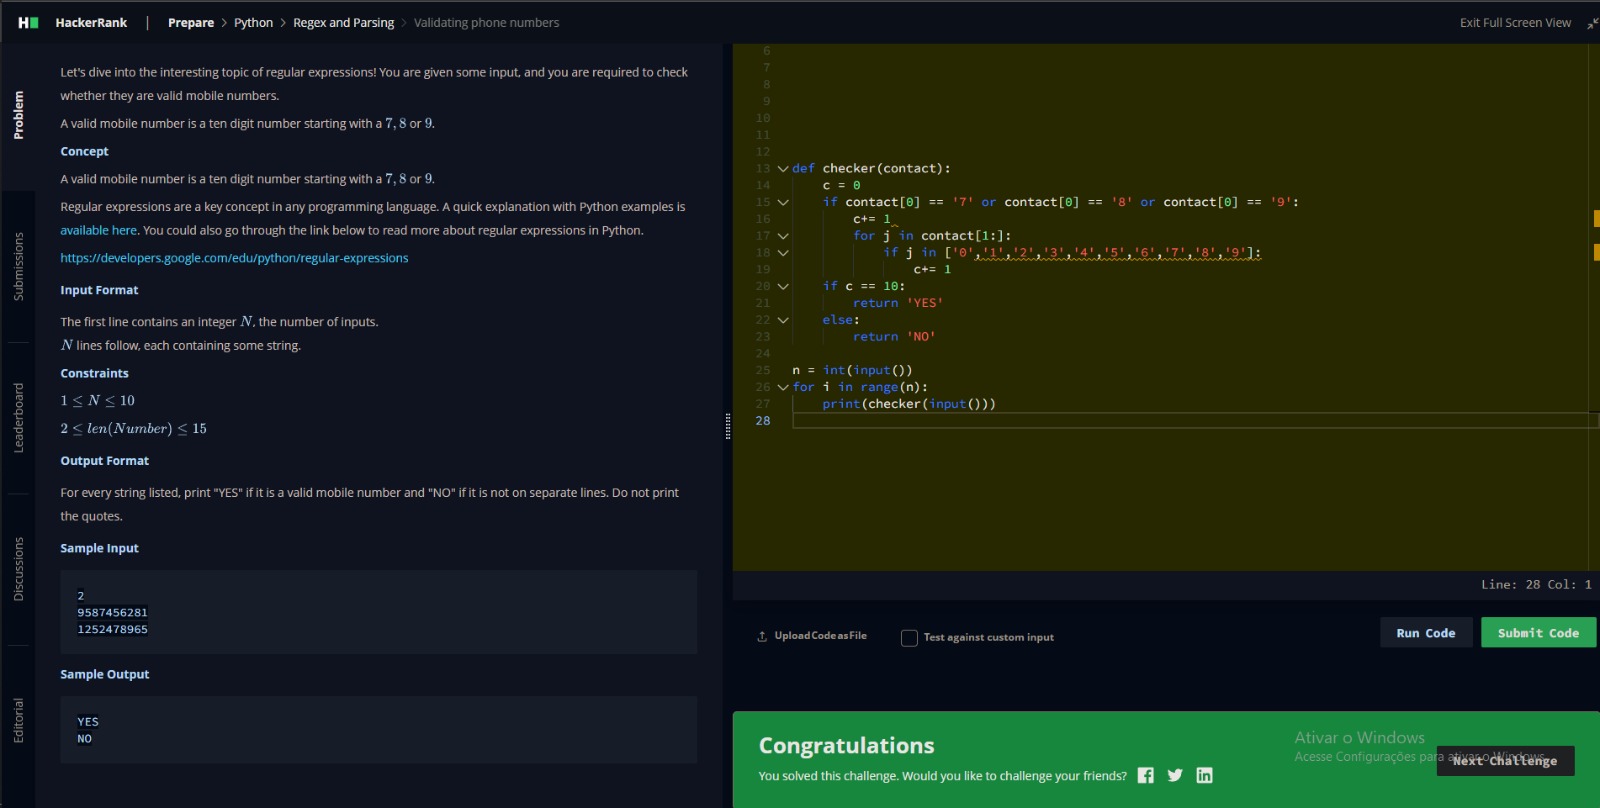 H HackerRank | Prepare > Python > Regex and Parsing > Validating phone numbers
Exit Full Screen View
Problem
Submissions
Leaderboard
Discussions
Editorial
Let's dive into the interesting topic of regular expressions! You are given some input, and you are required to check
whether they are valid mobile numbers.
A valid mobile number is a ten digit number starting with a 7, 8 or 9.
Concept
A valid mobile number is a ten digit number starting with a 7, 8 or 9.
Regular expressions are a key concept in any programming language. A quick explanation with Python examples is
available here. You could also go through the link below to read more about regular expressions in Python.
https://developers.google.com/edu/python/regular-expressions
Input Format
The first line contains an integer N, the number of inputs.
N lines follow, each containing some string.
Constraints
1 ≤ N ≤ 10
2 ≤ len(Number) ≤ 15
Output Format
For every string listed, print "YES" if it is a valid mobile number and "NO" if it is not on separate lines. Do not print
the quotes.
Sample Input
2
9587456281
1252478965
Sample Output
YES
NO
6
7
8
9
10
11
12
13 def checker(contact):
14     c = 0
15     if contact[0] == '7' or contact[0] == '8' or contact[0] == '9':
16         c+= 1
17         for j in contact[1:]:
18             if j in ['0','1','2','3','4','5','6','7','8','9']:
19                 c+= 1
20     if c == 10:
21         return 'YES'
22     else:
23         return 'NO'
24
25 n = int(input())
26 for i in range(n):
27     print(checker(input()))
28
Line: 28 Col: 1
Upload Code as File
Test against custom input
Run Code
Submit Code
Congratulations
You solved this challenge. Would you like to challenge your friends?
Next Challenge
Ativar o Windows
Acesse Configurações para ativar o Windows.